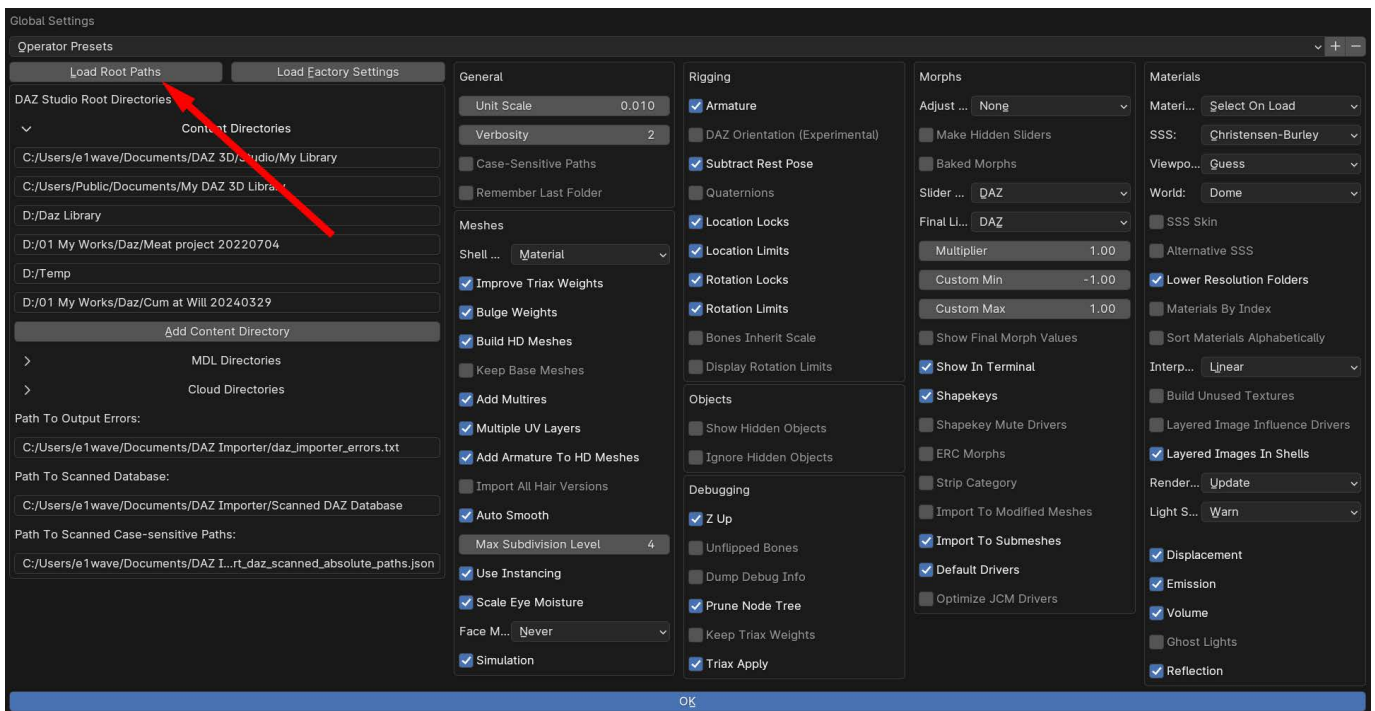 Global Settings
Operator Presets
Load Root Paths
Load Factory Settings
DAZ Studio Root Directories
Content Directories
C:/Users/e1wave/Documents/DAZ 3D/Studio/My Library
C:/Users/Public/Documents/My DAZ 3D Library
D:/Daz Library
D:/01 My Works/Daz/Meat project 20220704
D:/Temp
D:/01 My Works/Daz/Cum at Will 20240329
Add Content Directory
MDL Directories
Cloud Directories
Path To Output Errors:
C:/Users/e1wave/Documents/DAZ Importer/daz_importer_errors.txt
Path To Scanned Database:
C:/Users/e1wave/Documents/DAZ Importer/Scanned DAZ Database
Path To Scanned Case-sensitive Paths:
C:/Users/e1wave/Documents/DAZ I...rt_daz_scanned_absolute_paths.json
General
Unit Scale 0.010
Verbosity 2
Case-Sensitive Paths
Remember Last Folder
Meshes
Shell ... Material
Improve Triax Weights
Bulge Weights
Build HD Meshes
Keep Base Meshes
Add Multires
Multiple UV Layers
Add Armature To HD Meshes
Import All Hair Versions
Auto Smooth
Max Subdivision Level 4
Use Instancing
Scale Eye Moisture
Face M... Never
Simulation
Rigging
Armature
DAZ Orientation (Experimental)
Subtract Rest Pose
Quaternions
Location Locks
Location Limits
Rotation Locks
Rotation Limits
Bones Inherit Scale
Display Rotation Limits
Objects
Show Hidden Objects
Ignore Hidden Objects
Debugging
Z Up
Unflipped Bones
Dump Debug Info
Prune Node Tree
Keep Triax Weights
Triax Apply
Morphs
Adjust ... None
Make Hidden Sliders
Baked Morphs
Slider ... DAZ
Final Li... DAZ
Multiplier 1.00
Custom Min -1.00
Custom Max 1.00
Show Final Morph Values
Show In Terminal
Shapekeys
Shapekey Mute Drivers
ERC Morphs
Strip Category
Import To Modified Meshes
Import To Submeshes
Default Drivers
Optimize JCM Drivers
Materials
Materi... Select On Load
SSS: Christensen-Burley
Viewpo... Guess
World: Dome
SSS Skin
Alternative SSS
Lower Resolution Folders
Materials By Index
Sort Materials Alphabetically
Interp... Linear
Build Unused Textures
Layered Image Influence Drivers
Layered Images In Shells
Render... Update
Light S... Warn
Displacement
Emission
Volume
Ghost Lights
Reflection
OK